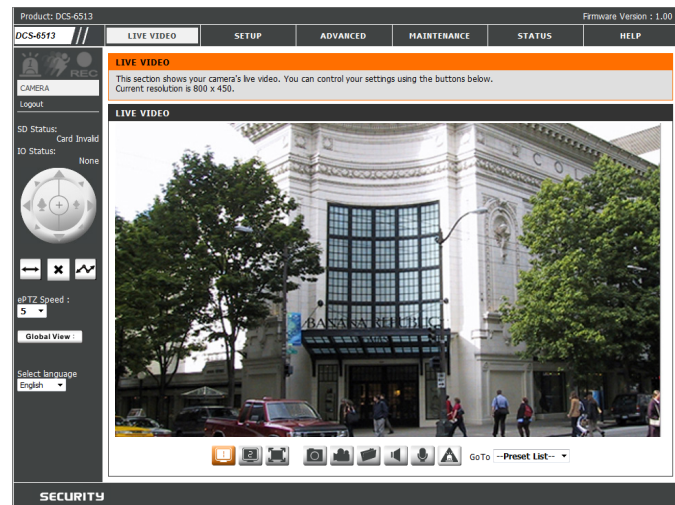 Product: DCS-6513
Firmware Version : 1.00
DCS-6513
LIVE VIDEO
SETUP
ADVANCED
MAINTENANCE
STATUS
HELP
REC
CAMERA
Logout
SD Status:
Card Invalid
IO Status:
None
ePTZ Speed :
5
Global View :
Select language
English
LIVE VIDEO
This section shows your camera's live video. You can control your settings using the buttons below.
Current resolution is 800 x 450.
LIVE VIDEO
C O L
BANANA REPUBLIC
1
2
GoTo
--Preset List--
SECURITY